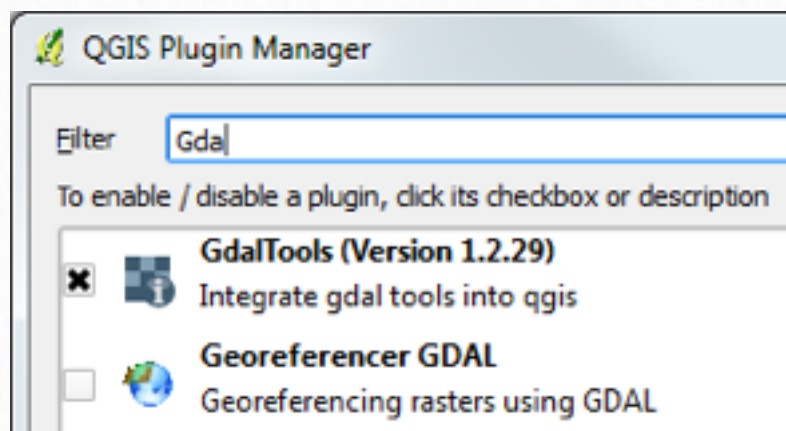 QGIS Plugin Manager
Filter Gda
To enable / disable a plugin, click its checkbox or description
GdalTools (Version 1.2.29)
Integrate gdal tools into qgis
Georeferencer GDAL
Georeferencing rasters using GDAL